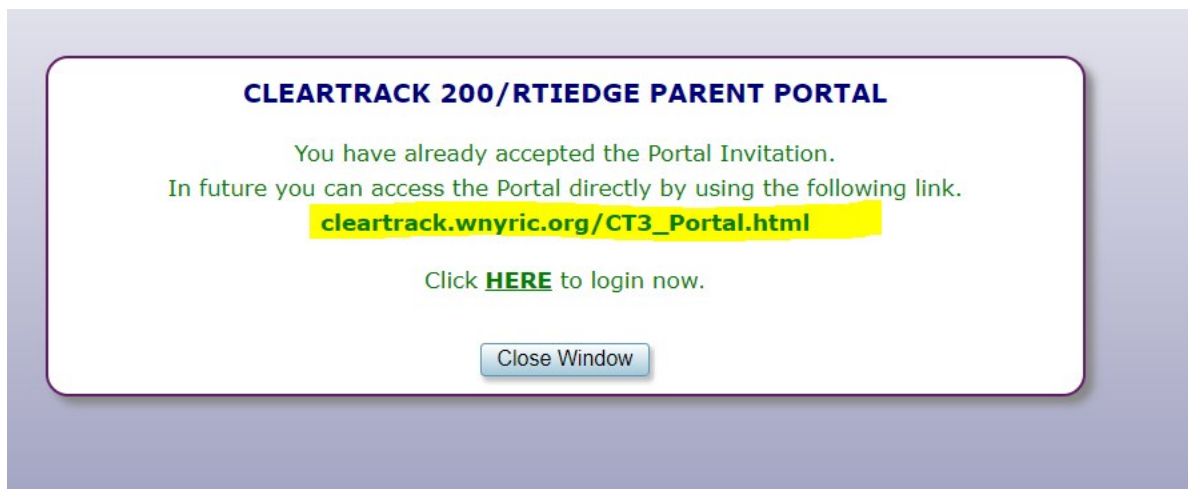 CLEARTRACK 200/RTIEDGE PARENT PORTAL
You have already accepted the Portal Invitation.
In future you can access the Portal directly by using the following link.
cleartrack.wnyric.org/CT3_Portal.html
Click HERE to login now.
Close Window